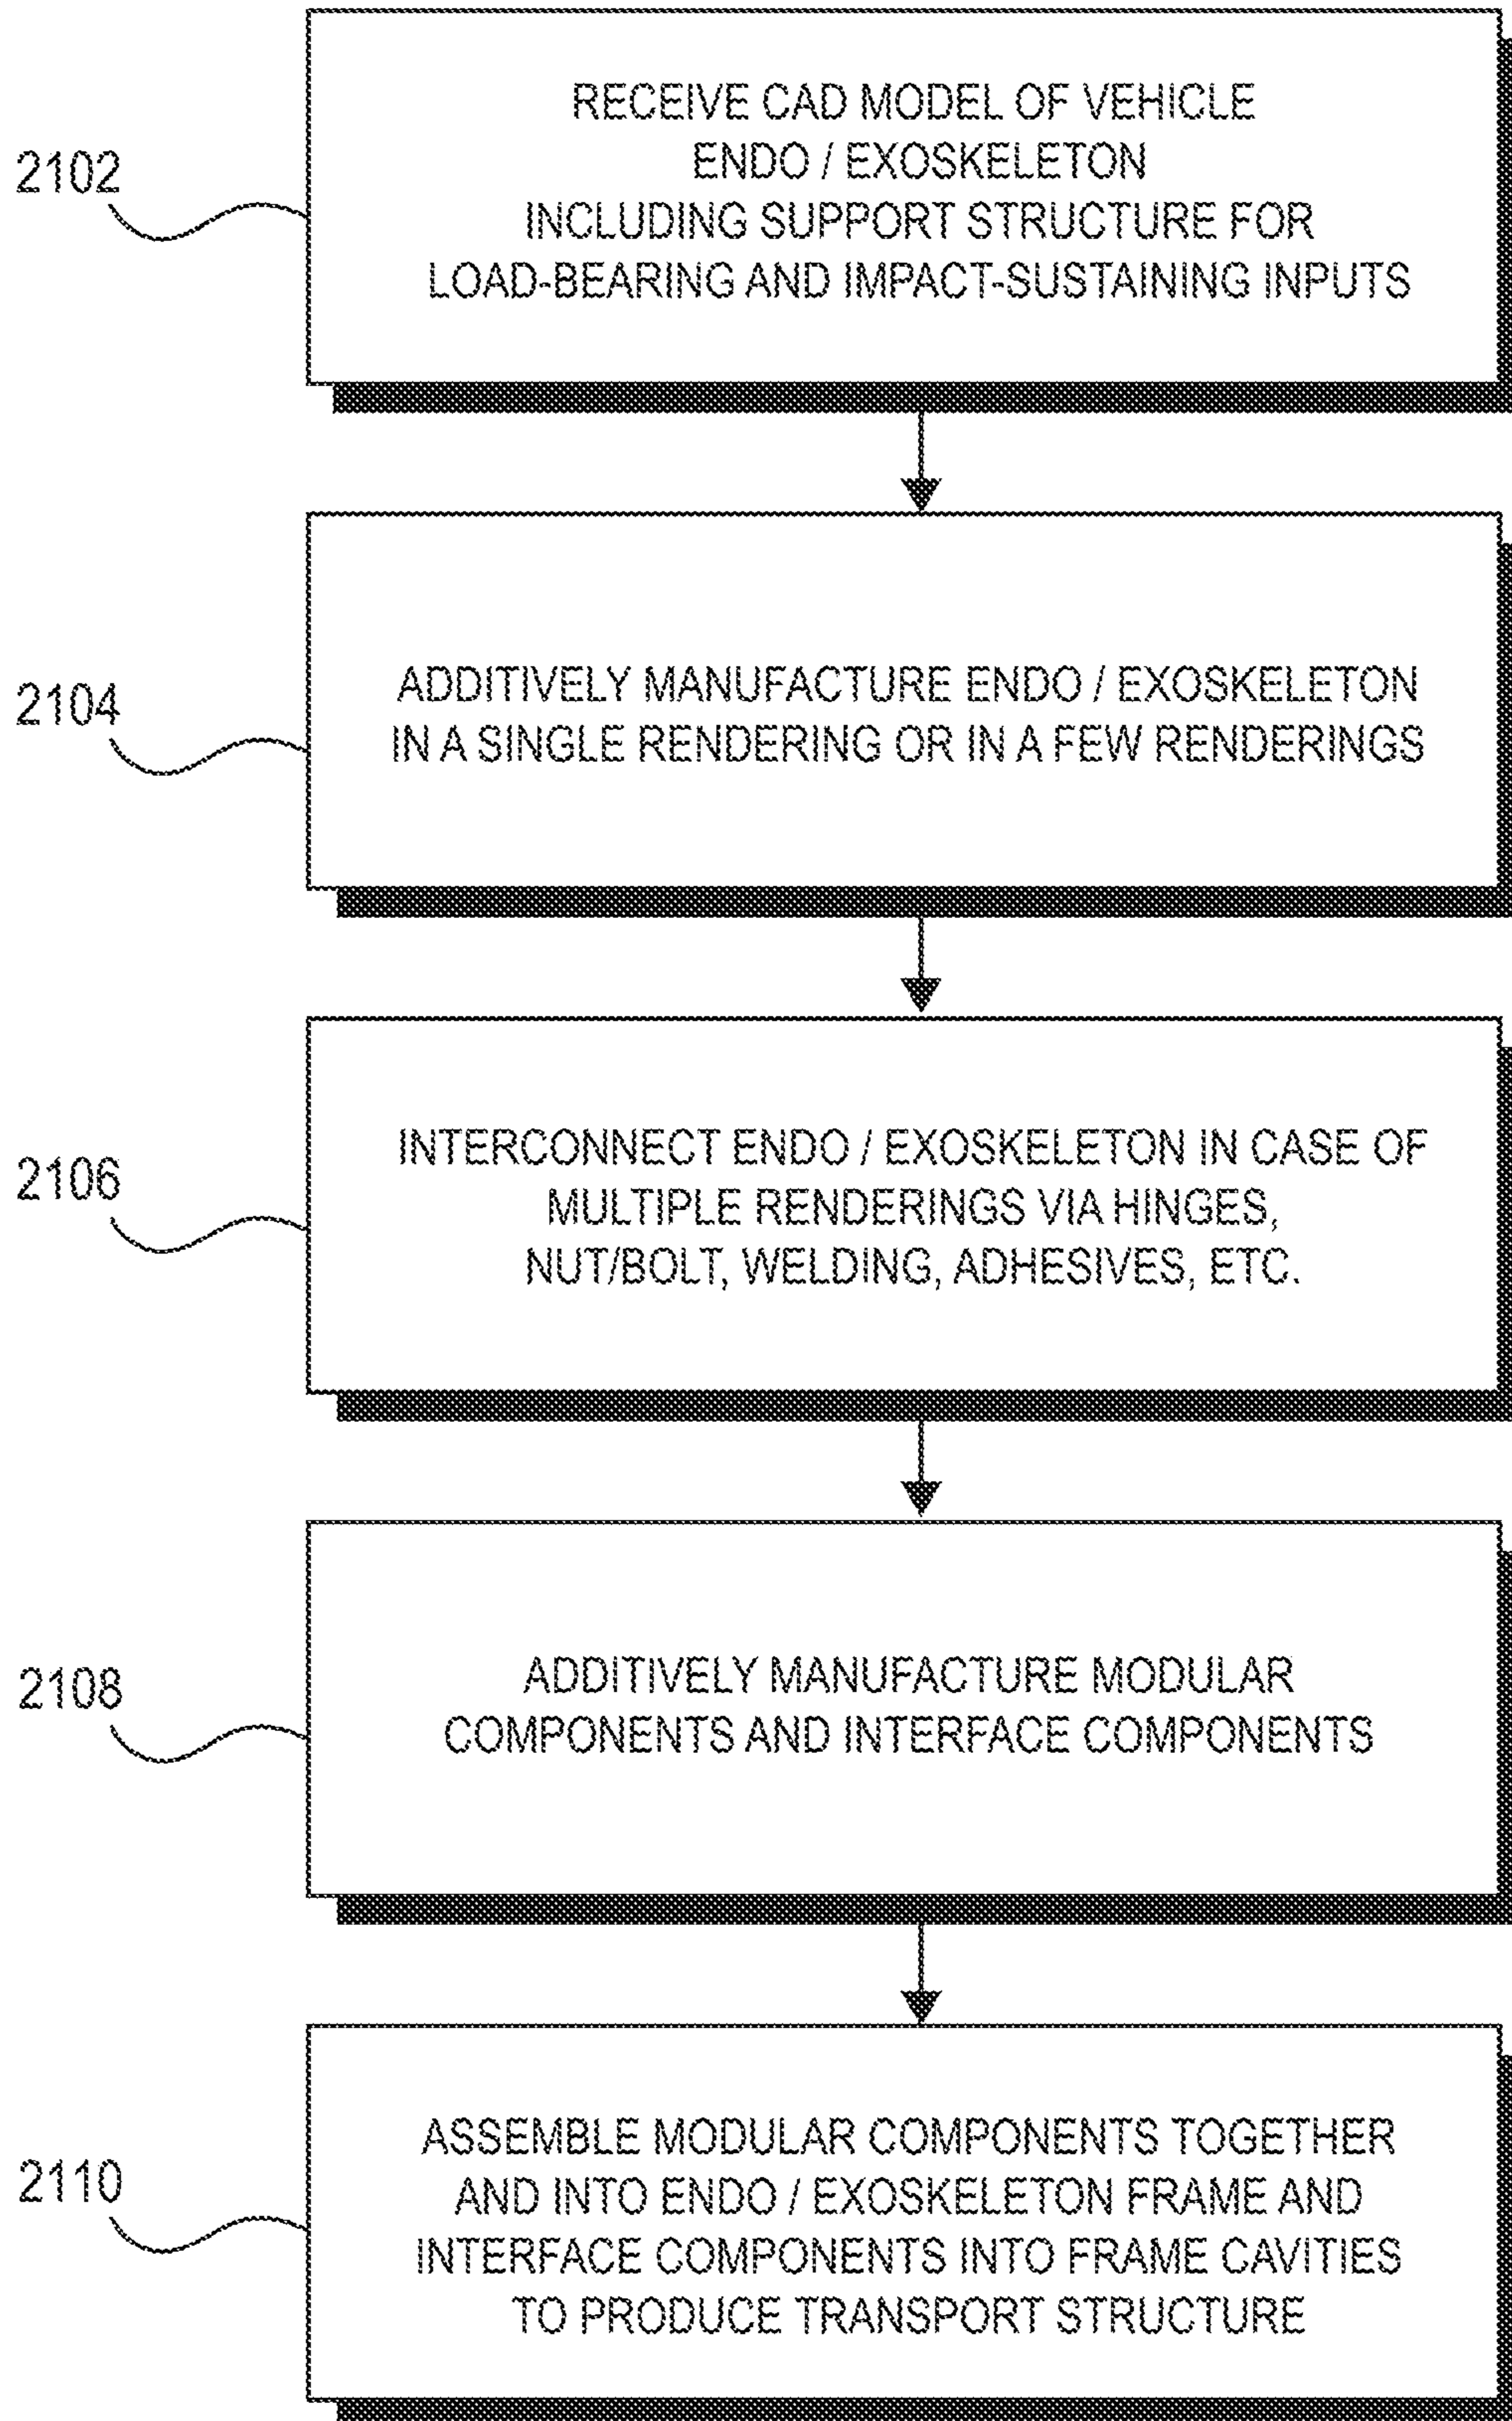 2102
RECEIVE CAD MODEL OF VEHICLE
ENDO / EXOSKELETON
INCLUDING SUPPORT STRUCTURE FOR
LOAD-BEARING AND IMPACT-SUSTAINING INPUTS
2104
ADDITIVELY MANUFACTURE ENDO / EXOSKELETON
IN A SINGLE RENDERING OR IN A FEW RENDERINGS
2106
INTERCONNECT ENDO / EXOSKELETON IN CASE OF
MULTIPLE RENDERINGS VIA HINGES,
NUT/BOLT, WELDING, ADHESIVES, ETC.
2108
ADDITIVELY MANUFACTURE MODULAR
COMPONENTS AND INTERFACE COMPONENTS
2110
ASSEMBLE MODULAR COMPONENTS TOGETHER
AND INTO ENDO / EXOSKELETON FRAME AND
INTERFACE COMPONENTS INTO FRAME CAVITIES
TO PRODUCE TRANSPORT STRUCTURE